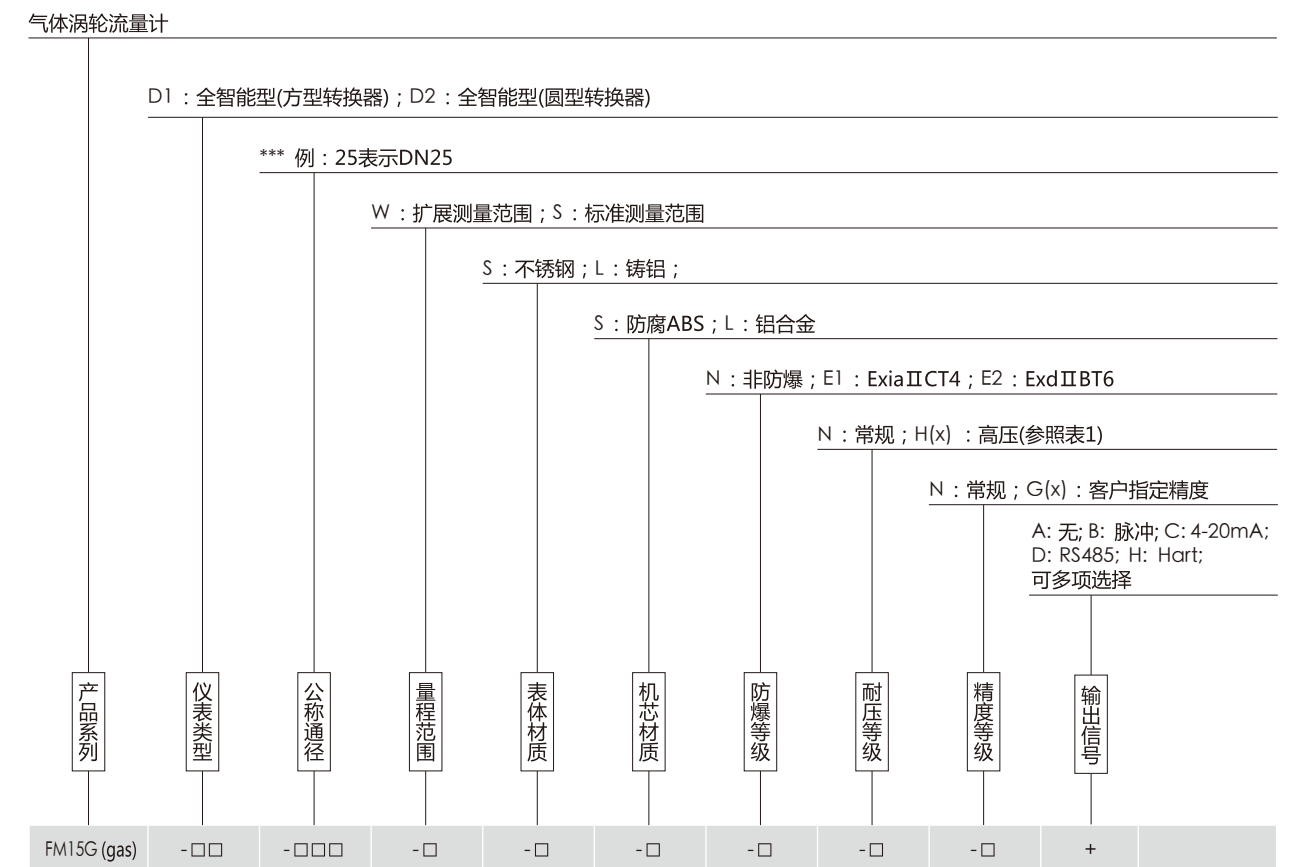 气体涡轮流量计
D1：全智能型(方型转换器)；D2：全智能型(圆型转换器)
*** 例：25表示DN25
W：扩展测量范围；S：标准测量范围
S：不锈钢；L：铸铝；
S：防腐ABS；L：铝合金
N：非防爆；E1：ExiaⅡCT4；E2：ExdⅡBT6
N：常规；H(x)：高压(参照表1)
N：常规；G(x)：客户指定精度
A: 无; B: 脉冲; C: 4-20mA;
D: RS485; H: Hart;
可多项选择
产品系列
仪表类型
公称通径
量程范围
表体材质
机芯材质
防爆等级
耐压等级
精度等级
输出信号
FM15G (gas) -□□ -□□□ -□ -□ -□ -□ -□ -□ +